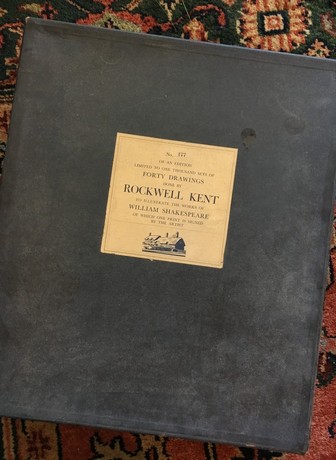 No. 177
OF AN EDITION
LIMITED TO ONE THOUSAND SETS OF
FORTY DRAWINGS
DONE BY
ROCKWELL KENT
TO ILLUSTRATE THE WORKS OF
WILLIAM SHAKESPEARE
OF WHICH ONE PRINT IS SIGNED
BY THE ARTIST